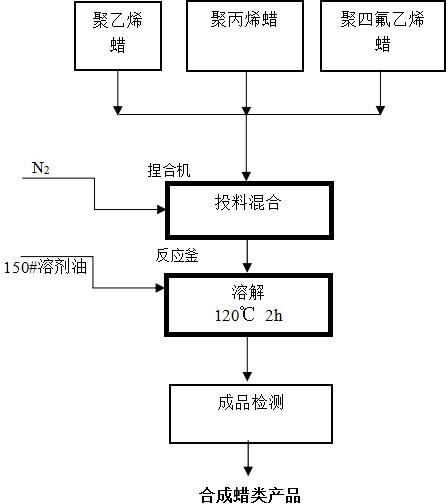 聚乙烯
蜡
聚丙烯蜡
聚四氟乙烯
蜡
N2
捏合机
投料混合
反应釜
150#溶剂油
溶解
120℃ 2h
成品检测
合成蜡类产品